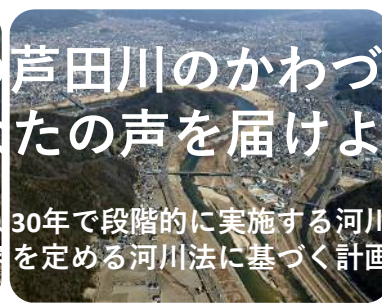 芦田川のかわづ
たの声を届けよ
30年で段階的に実施する河川
を定める河川法に基づく計画